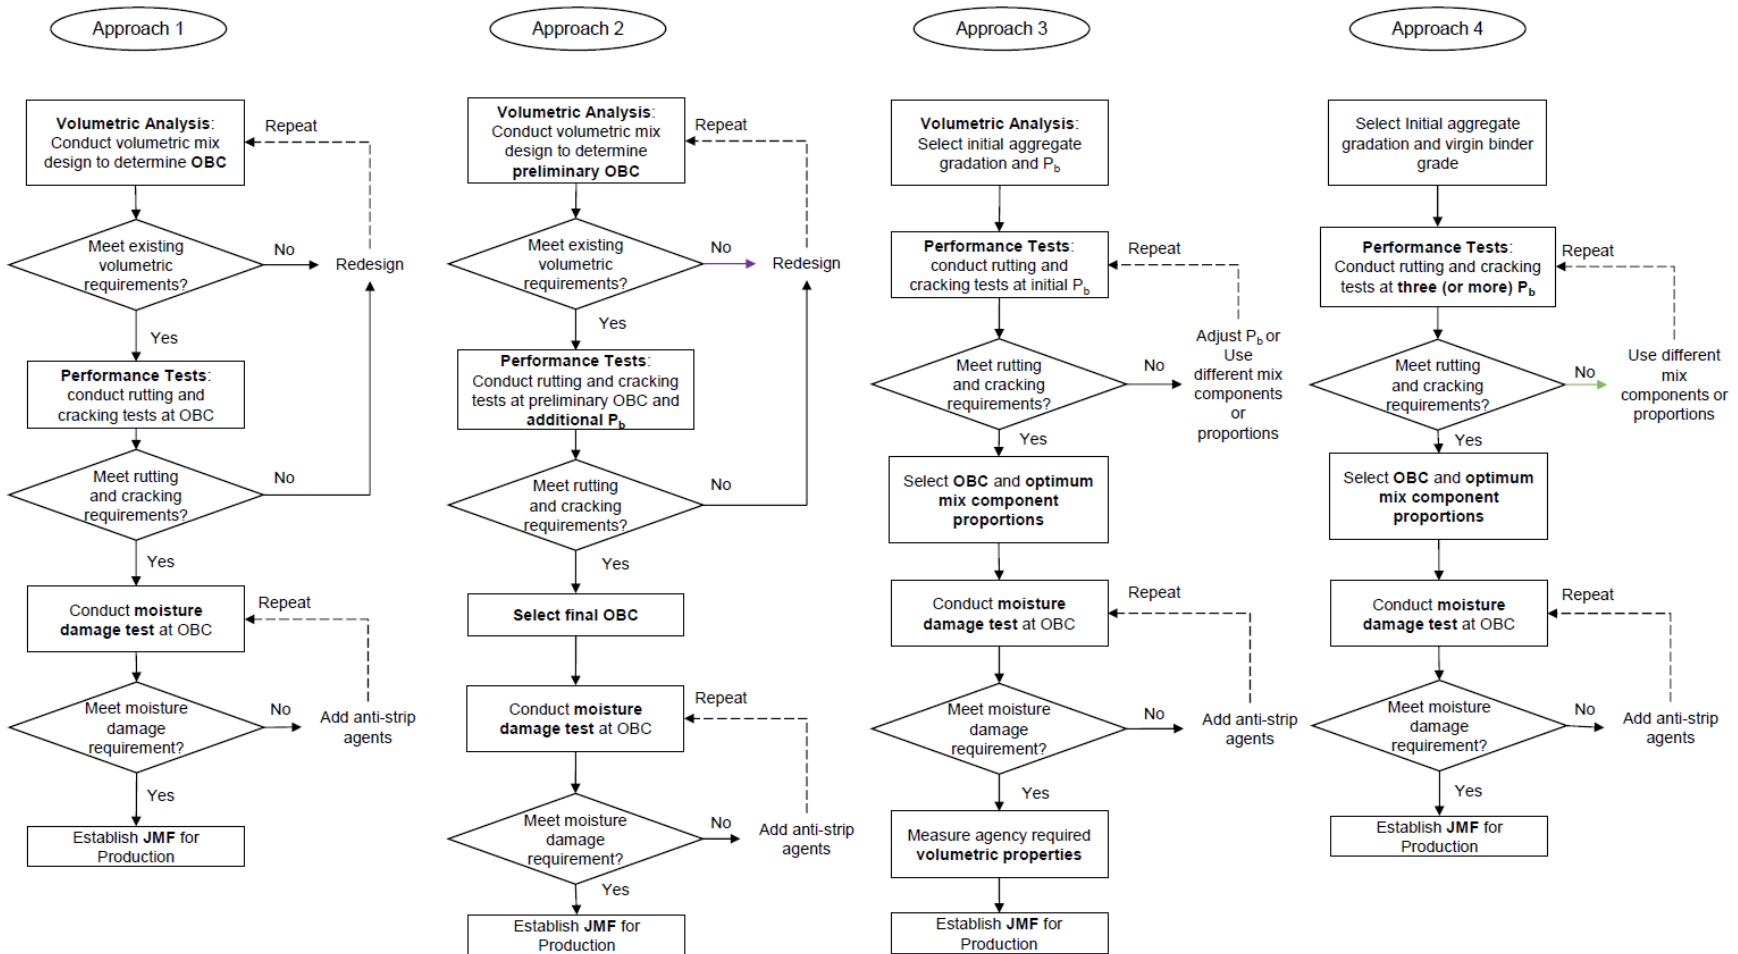 Approach 1
Volumetric Analysis:
Conduct volumetric mix
design to determine OBC
Repeat
Meet existing
volumetric
requirements?
No
Redesign
Yes
Performance Tests:
conduct rutting and
cracking tests at OBC
Meet rutting
and cracking
requirements?
No
Yes
Conduct moisture
damage test at OBC
Repeat
Meet moisture
damage
requirement?
No
Add anti-strip
agents
Yes
Establish JMF for
Production
Approach 2
Volumetric Analysis:
Conduct volumetric mix
design to determine
preliminary OBC
Repeat
Meet existing
volumetric
requirements?
No
Redesign
Yes
Performance Tests:
Conduct rutting and cracking
tests at preliminary OBC and
additional Pb
Meet rutting
and cracking
requirements?
No
Yes
Select final OBC
Conduct moisture
damage test at OBC
Repeat
Meet moisture
damage
requirement?
No
Add anti-strip
agents
Yes
Establish JMF for
Production
Approach 3
Volumetric Analysis:
Select initial aggregate
gradation and Pb
Performance Tests:
conduct rutting and
cracking tests at initial Pb
Repeat
Meet rutting
and cracking
requirements?
No
Adjust Pb or
Use
different mix
components
or
proportions
Yes
Select OBC and optimum
mix component
proportions
Conduct moisture
damage test at OBC
Repeat
Meet moisture
damage
requirement?
No
Add anti-strip
agents
Yes
Measure agency required
volumetric properties
Establish JMF for
Production
Approach 4
Select Initial aggregate
gradation and virgin binder
grade
Performance Tests:
Conduct rutting and cracking
tests at three (or more) Pb
Repeat
Meet rutting
and cracking
requirements?
No
Use different
mix
components or
proportions
Yes
Select OBC and optimum
mix component
proportions
Conduct moisture
damage test at OBC
Repeat
Meet moisture
damage
requirement?
No
Add anti-strip
agents
Yes
Establish JMF for
Production